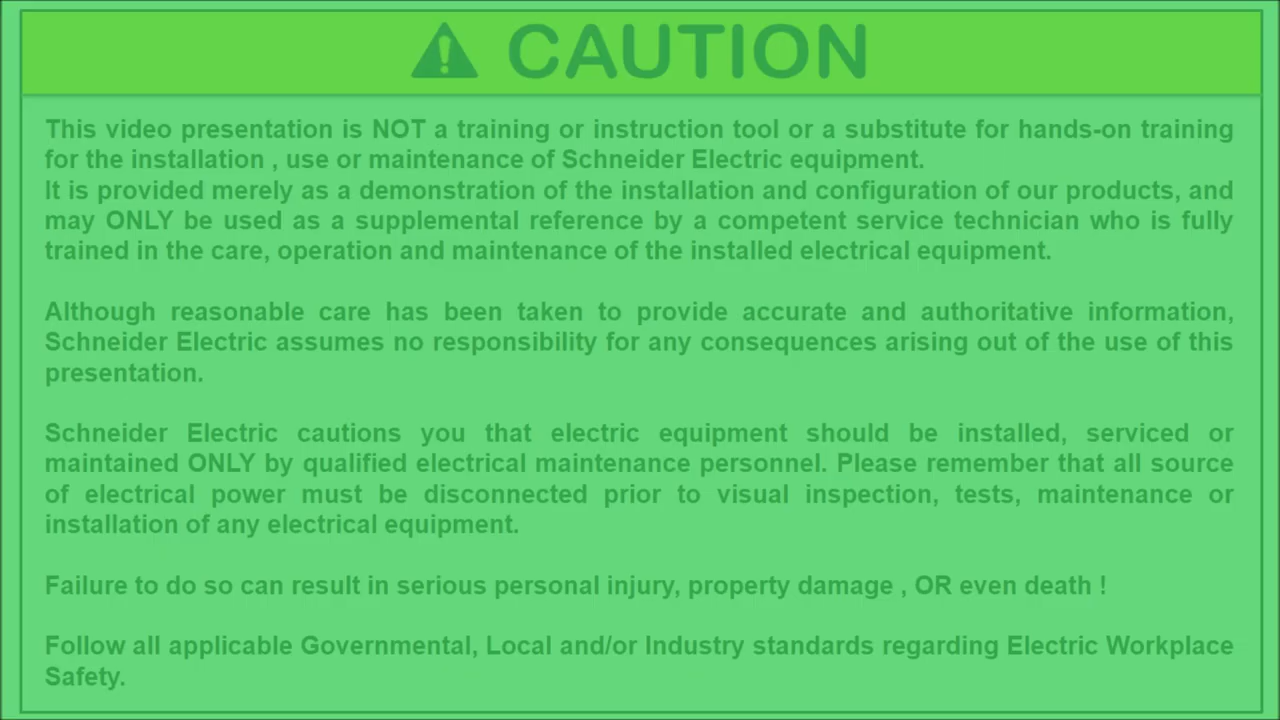 CAUTION
This video presentation is NOT a training or instruction tool or a substitute for hands-on training
for the installation , use or maintenance of Schneider Electric equipment.
It is provided merely as a demonstration of the installation and configuration of our products, and
may ONLY be used as a supplemental reference by a competent service technician who is fully
trained in the care, operation and maintenance of the installed electrical equipment.
Although reasonable care has been taken to provide accurate and authoritative information,
Schneider Electric assumes no responsibility for any consequences arising out of the use of this
presentation.
Schneider Electric cautions you that electric equipment should be installed, serviced or
maintained ONLY by qualified electrical maintenance personnel. Please remember that all source
of electrical power must be disconnected prior to visual inspection, tests, maintenance or
installation of any electrical equipment.
Failure to do so can result in serious personal injury, property damage , OR even death !
Follow all applicable Governmental, Local and/or Industry standards regarding Electric Workplace
Safety.